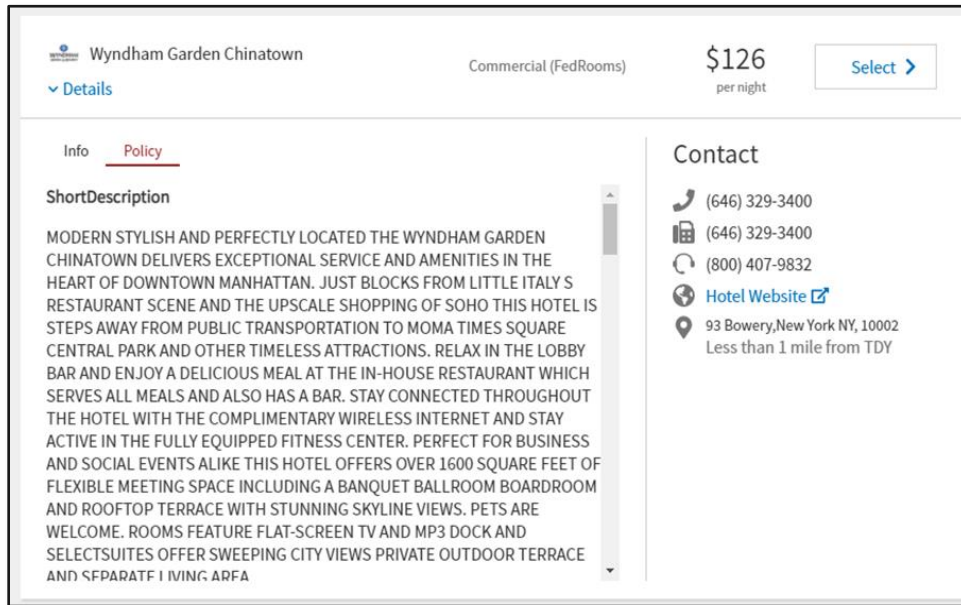 Wyndham Garden Chinatown
Commercial (FedRooms)
$126
per night
Select
Details
Info
Policy
ShortDescription
MODERN STYLISH AND PERFECTLY LOCATED THE WYNDHAM GARDEN
CHINATOWN DELIVERS EXCEPTIONAL SERVICE AND AMENITIES IN THE
HEART OF DOWNTOWN MANHATTAN. JUST BLOCKS FROM LITTLE ITALY S
RESTAURANT SCENE AND THE UPSCALE SHOPPING OF SOHO THIS HOTEL IS
STEPS AWAY FROM PUBLIC TRANSPORTATION TO MOMA TIMES SQUARE
CENTRAL PARK AND OTHER TIMELESS ATTRACTIONS. RELAX IN THE LOBBY
BAR AND ENJOY A DELICIOUS MEAL AT THE IN-HOUSE RESTAURANT WHICH
SERVES ALL MEALS AND ALSO HAS A BAR. STAY CONNECTED THROUGHOUT
THE HOTEL WITH THE COMPLIMENTARY WIRELESS INTERNET AND STAY
ACTIVE IN THE FULLY EQUIPPED FITNESS CENTER. PERFECT FOR BUSINESS
AND SOCIAL EVENTS ALIKE THIS HOTEL OFFERS OVER 1600 SQUARE FEET OF
FLEXIBLE MEETING SPACE INCLUDING A BANQUET BALLROOM BOARDROOM
AND ROOFTOP TERRACE WITH STUNNING SKYLINE VIEWS. PETS ARE
WELCOME. ROOMS FEATURE FLAT-SCREEN TV AND MP3 DOCK AND
SELECTSUITES OFFER SWEEPING CITY VIEWS PRIVATE OUTDOOR TERRACE
AND SEPARATE LIVING AREA
Contact
(646) 329-3400
(646) 329-3400
(800) 407-9832
Hotel Website
93 Bowery,New York NY, 10002
Less than 1 mile from TDY